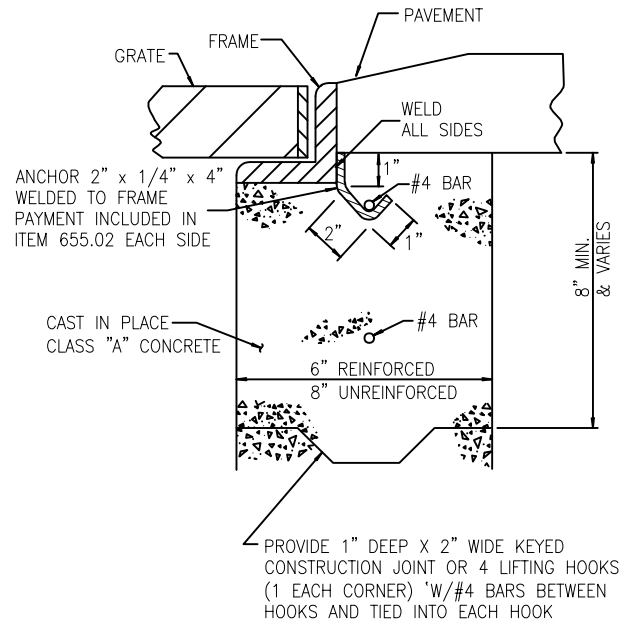 PAVEMENT
FRAME
GRATE
WELD
ALL SIDES
1"
ANCHOR 2" x 1/4" x 4"
WELDED TO FRAME
PAYMENT INCLUDED IN
ITEM 655.02 EACH SIDE
#4 BAR
2"
1"
8" MIN.
& VARIES
CAST IN PLACE
CLASS "A" CONCRETE
#4 BAR
6" REINFORCED
8" UNREINFORCED
PROVIDE 1" DEEP X 2" WIDE KEYED
CONSTRUCTION JOINT OR 4 LIFTING HOOKS
(1 EACH CORNER) 'W/#4 BARS BETWEEN
HOOKS AND TIED INTO EACH HOOK